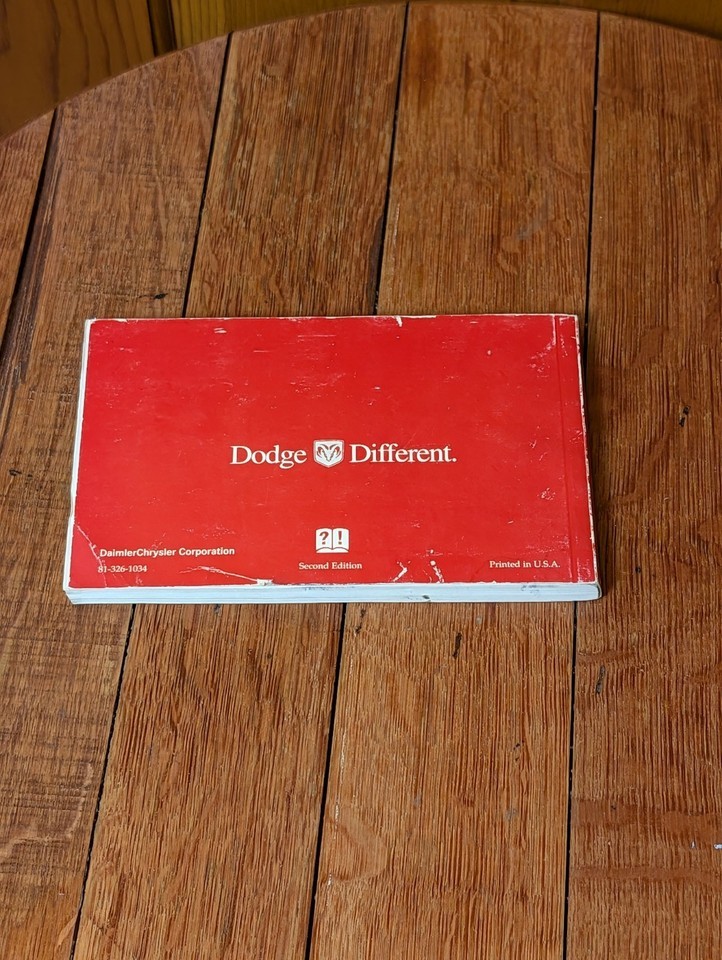 Dodge Different.
?!
DaimlerChrysler Corporation
81-326-1034
Second Edition
Printed in U.S.A.